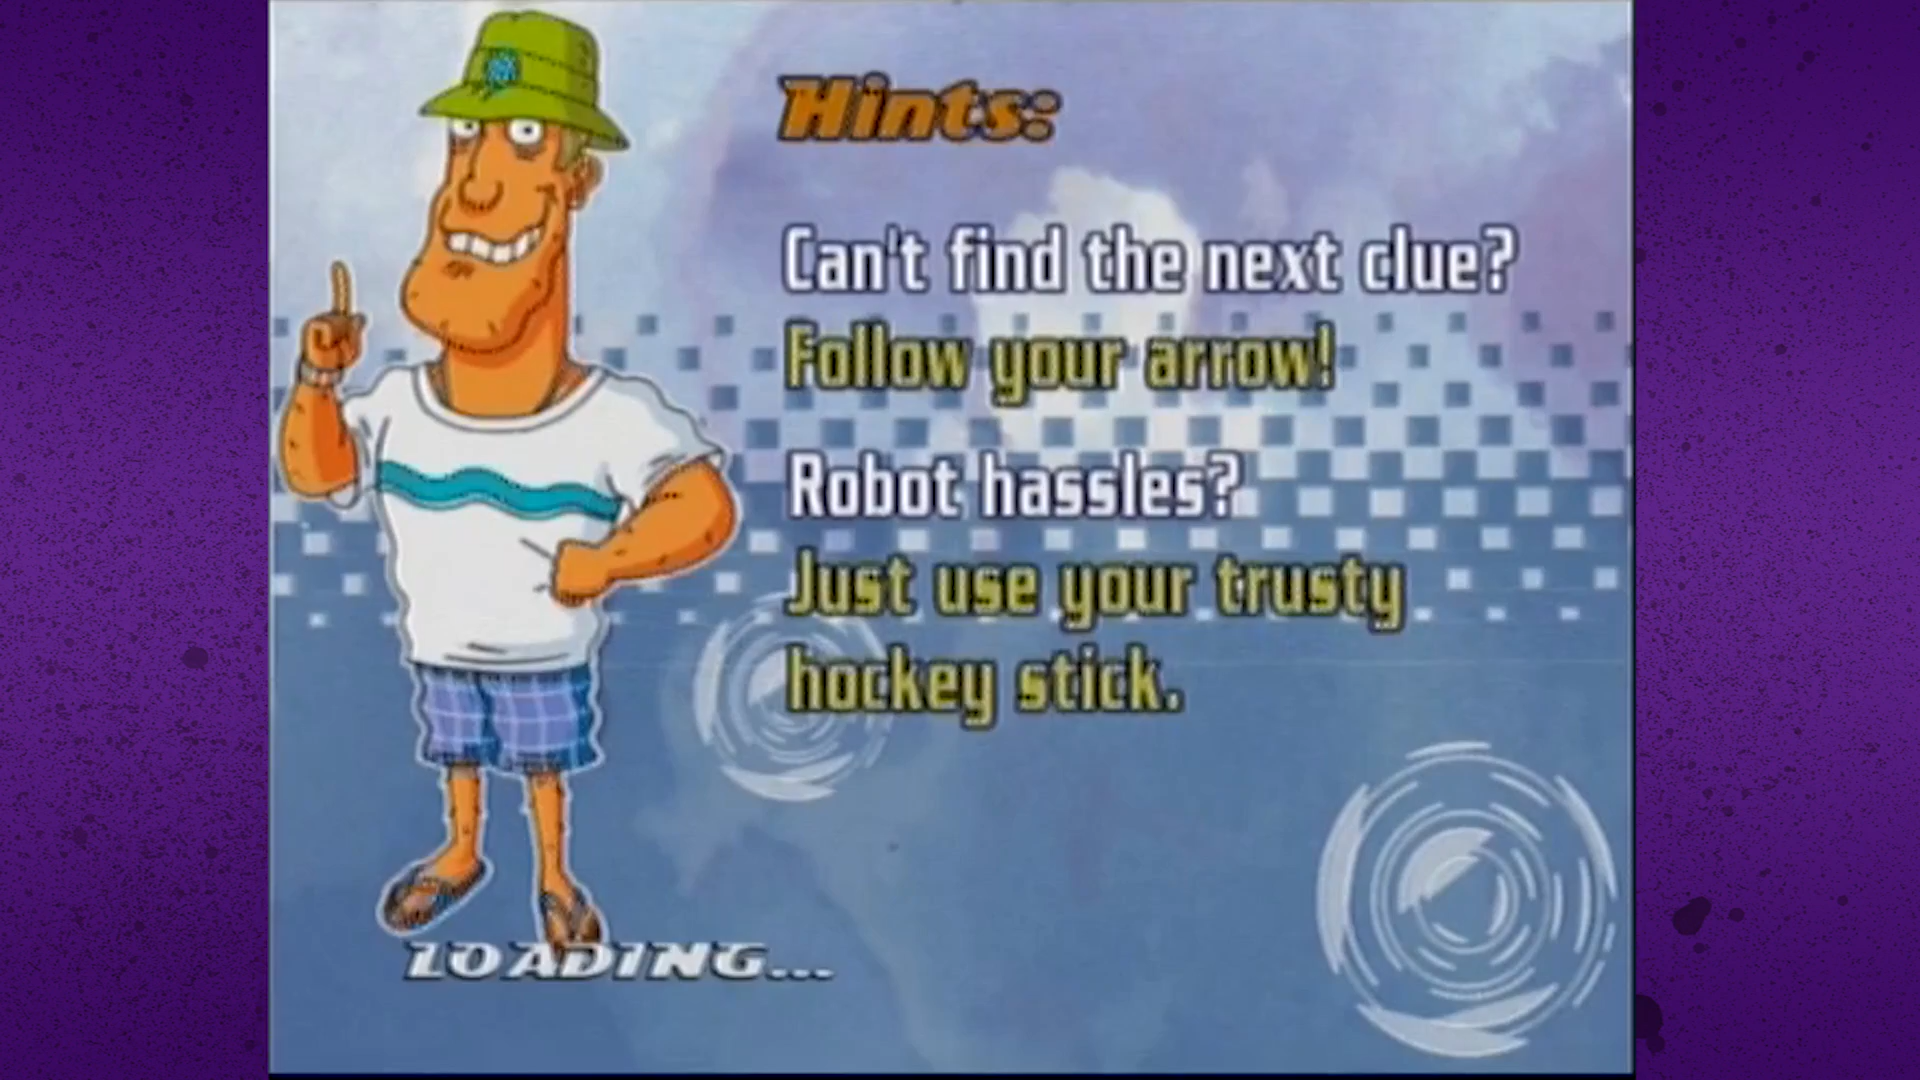 Hints:
Can't find the next clue?
Follow your arrow!
Robot hassles?
Just use your trusty
hockey stick.
LOADING...